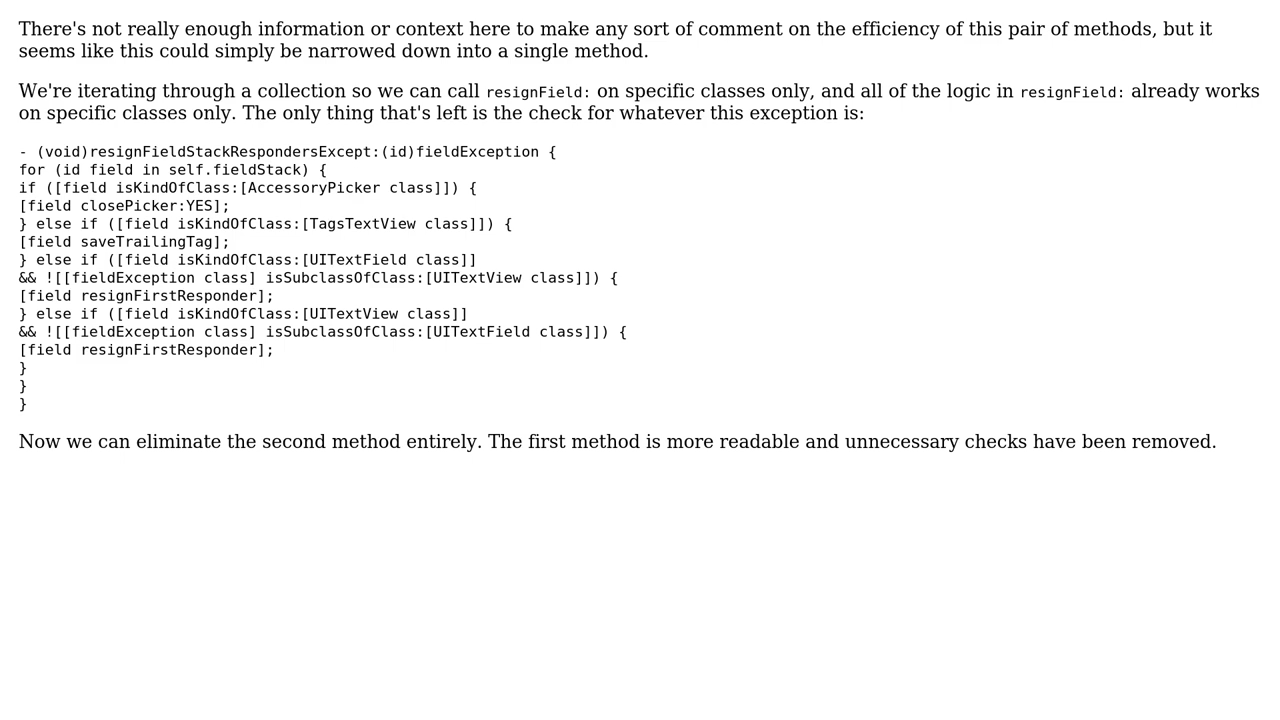 There's not really enough information or context here to make any sort of comment on the efficiency of this pair of methods, but it
seems like this could simply be narrowed down into a single method.
We're iterating through a collection so we can call resignField: on specific classes only, and all of the logic in resignField: already works
on specific classes only. The only thing that's left is the check for whatever this exception is:
- (void)resignFieldStackRespondersExcept:(id)fieldException {
for (id field in self.fieldStack) {
if ([field isKindOfClass:[AccessoryPicker class]]) {
[field closePicker:YES];
} else if ([field isKindOfClass:[TagsTextView class]]) {
[field saveTrailingTag];
} else if ([field isKindOfClass:[UITextField class]]
&& ![[fieldException class] isSubclassOfClass:[UITextView class]]) {
[field resignFirstResponder];
} else if ([field isKindOfClass:[UITextView class]]
&& ![[fieldException class] isSubclassOfClass:[UITextField class]]) {
[field resignFirstResponder];
}
}
}
Now we can eliminate the second method entirely. The first method is more readable and unnecessary checks have been removed.